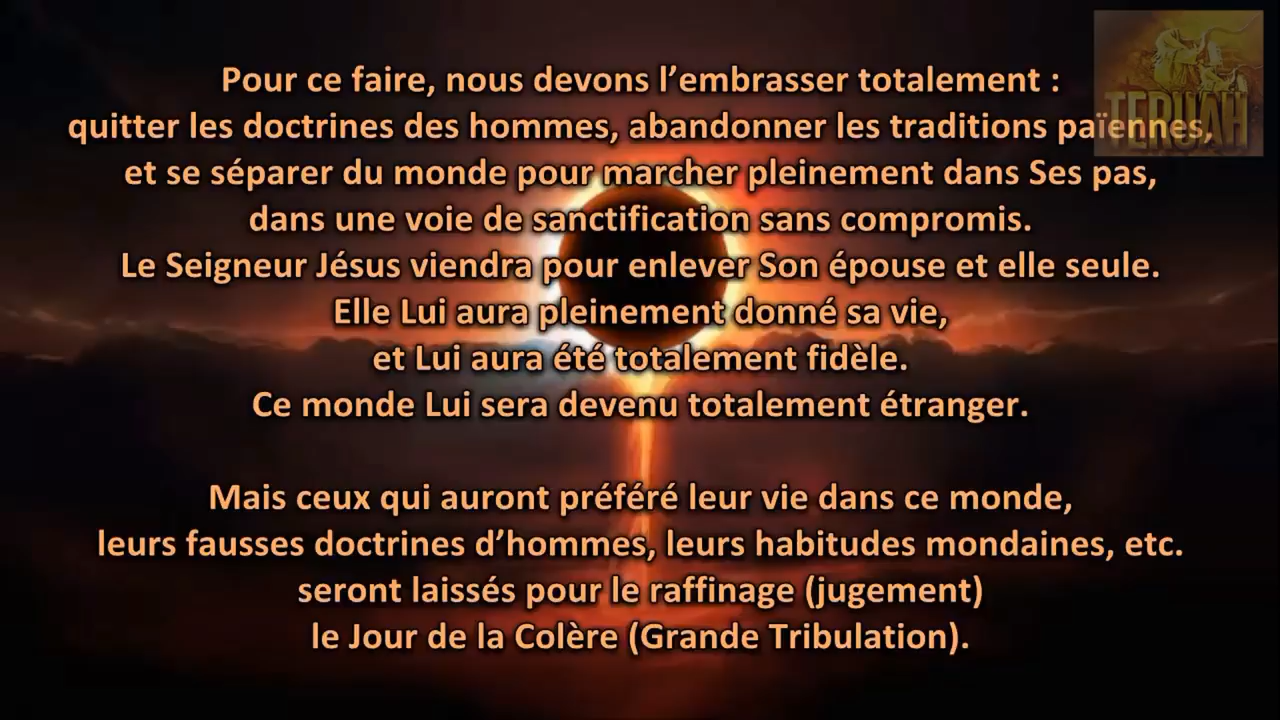 Pour ce faire, nous devons l’embrasser totalement :
quitter les doctrines des hommes, abandonner les traditions païennes,
et se séparer du monde pour marcher pleinement dans Ses pas,
dans une voie de sanctification sans compromis.
Le Seigneur Jésus viendra pour enlever Son épouse et elle seule.
Elle Lui aura pleinement donné sa vie,
et Lui aura été totalement fidèle.
Ce monde Lui sera devenu totalement étranger.
Mais ceux qui auront préféré leur vie dans ce monde,
leurs fausses doctrines d’hommes, leurs habitudes mondaines, etc.
seront laissés pour le raffinage (jugement)
le Jour de la Colère (Grande Tribulation).
TERUAH